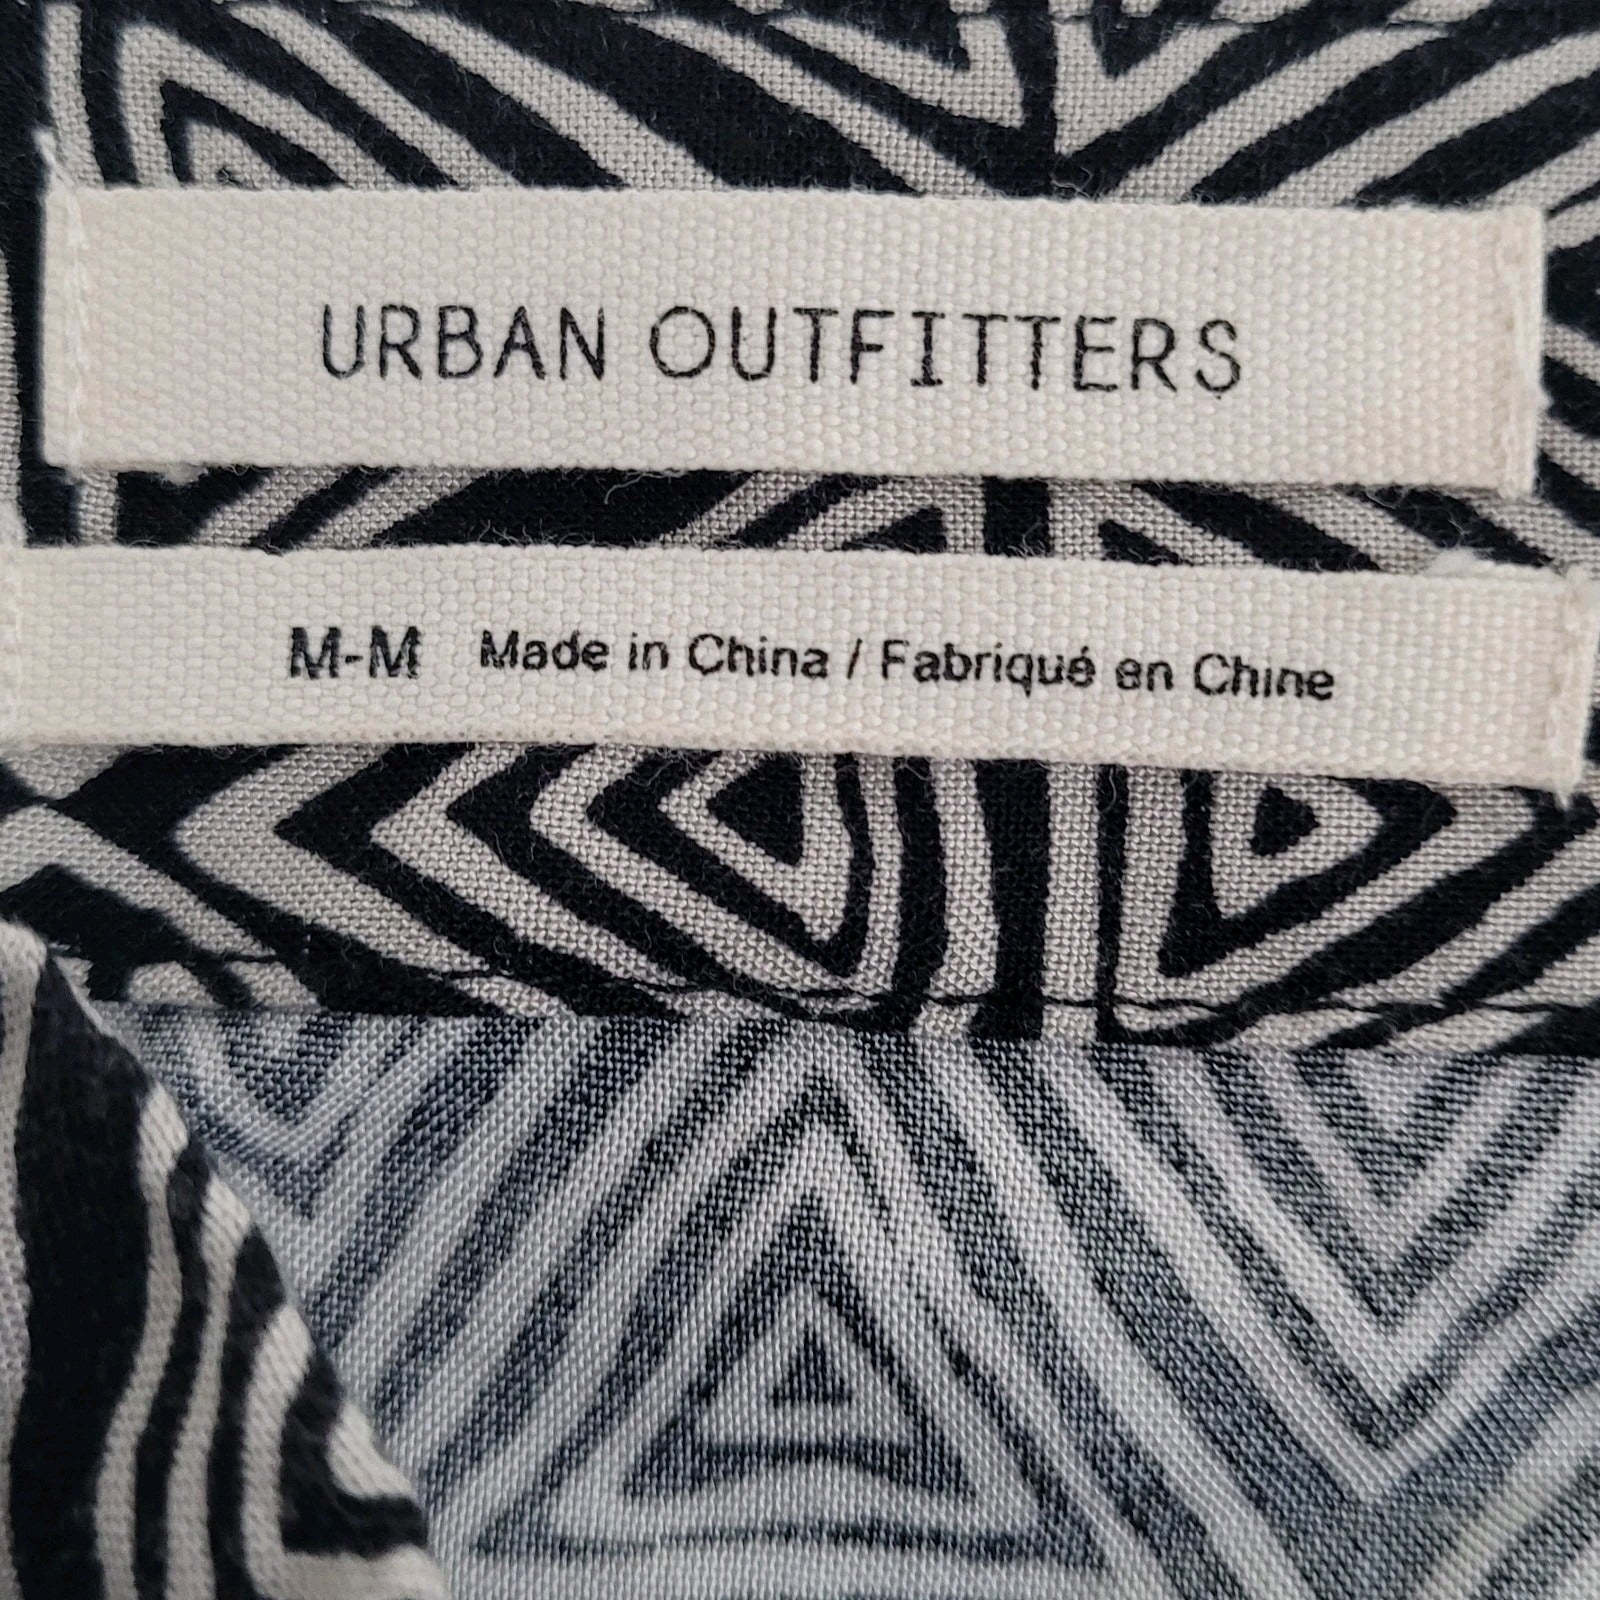 URBAN OUTFITTERS
M-M Made in China / Fabriqué en Chine